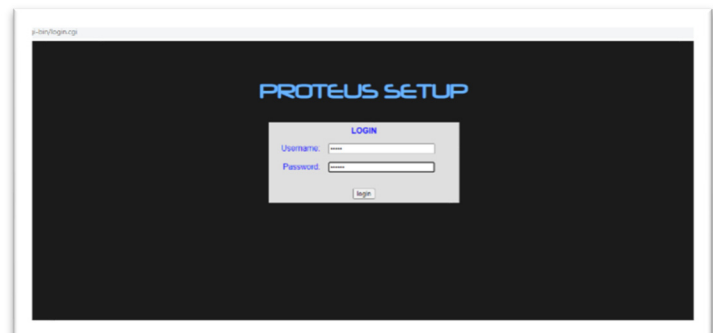 p-bin/login.cgi
PROTEUS SETUP
LOGIN
Username: •••••
Password: ••••••
login